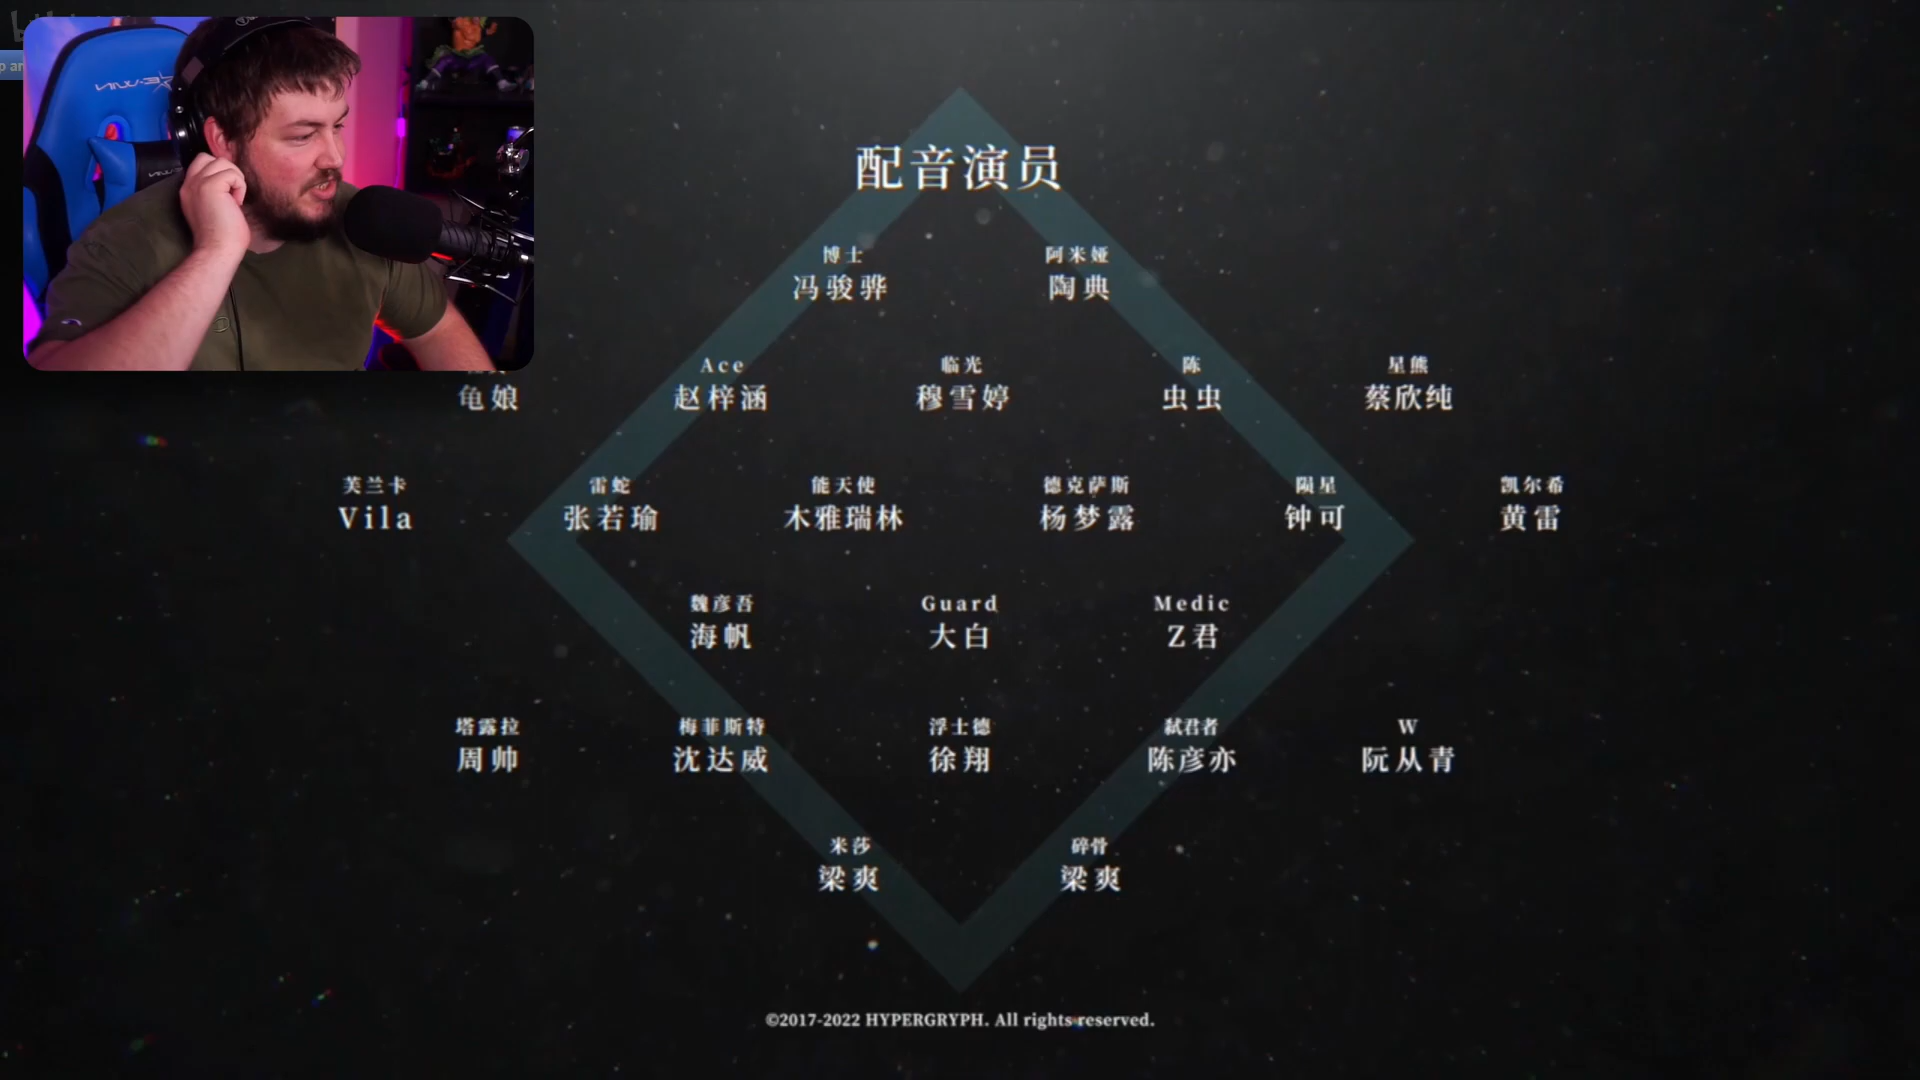 配音演员
博士 阿米娅
冯骏骅 陶典
Ace 临光 陈 星熊
龟娘 赵梓涵 穆雪婷 虫虫 蔡欣纯
芙兰卡 雷蛇 能天使 德克萨斯 陨星 凯尔希
Vila 张若瑜 木雅瑞林 杨梦露 钟可 黄雷
魏彦吾 Guard Medic
海帆 大白 Z君
塔露拉 梅菲斯特 浮士德 弑君者 W
周帅 沈达威 徐翔 陈彦亦 阮从青
米莎 碎骨
梁爽 梁爽
©2017-2022 HYPERGRYPH. All rights reserved.